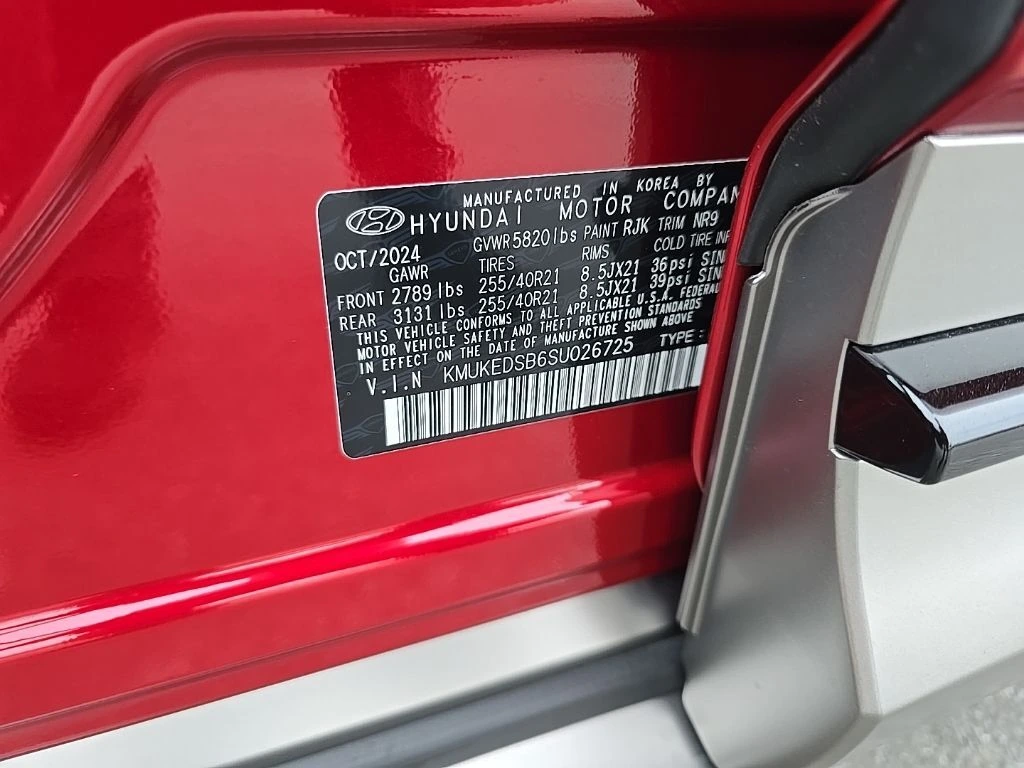 MANUFACTURED IN KOREA BY
HYUNDAI MOTOR COMPAN
OCT/2024 GVWR 5820 lbs PAINT RJK TRIM NR9
GAWR TIRES RIMS COLD TIRE INF
FRONT 2789 lbs 255/40R21 8.5JX21 36psi SIN
REAR 3131 lbs 255/40R21 8.5JX21 39psi SIN
THIS VEHICLE CONFORMS TO ALL APPLICABLE U.S.A. FEDERAL
MOTOR VEHICLE SAFETY AND THEFT PREVENTION STANDARDS
IN EFFECT ON THE DATE OF MANUFACTURE SHOWN ABOVE
V.I.N KMUKEDSB6SU026725 TYPE :